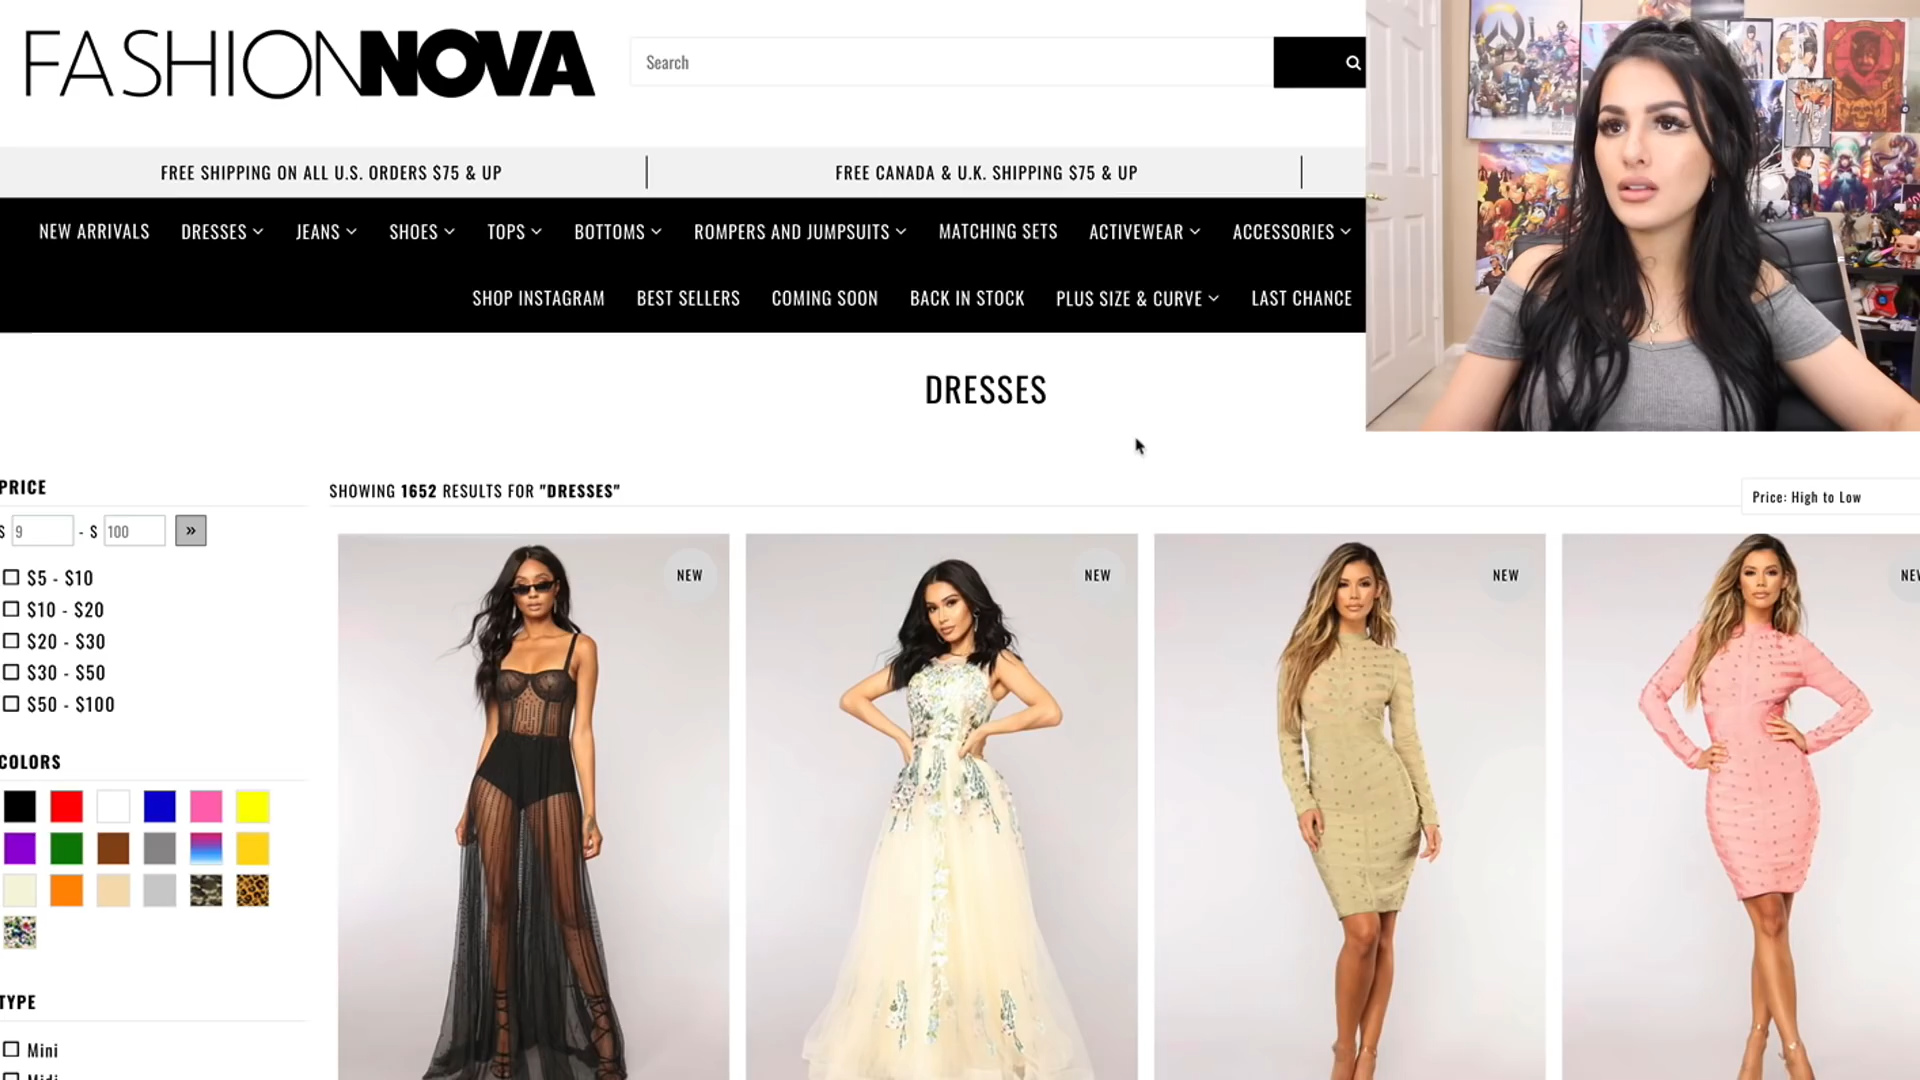 FASHIONNOVA
Search
FREE SHIPPING ON ALL U.S. ORDERS $75 & UP
FREE CANADA & U.K. SHIPPING $75 & UP
NEW ARRIVALS DRESSES JEANS SHOES TOPS BOTTOMS ROMPERS AND JUMPSUITS MATCHING SETS ACTIVEWEAR ACCESSORIES
SHOP INSTAGRAM BEST SELLERS COMING SOON BACK IN STOCK PLUS SIZE & CURVE LAST CHANCE
DRESSES
PRICE
$ 9 - $ 100 »
$5 - $10
$10 - $20
$20 - $30
$30 - $50
$50 - $100
COLORS
TYPE
Mini
Midi
SHOWING 1652 RESULTS FOR "DRESSES"
Price: High to Low
NEW
NEW
NEW
NEW